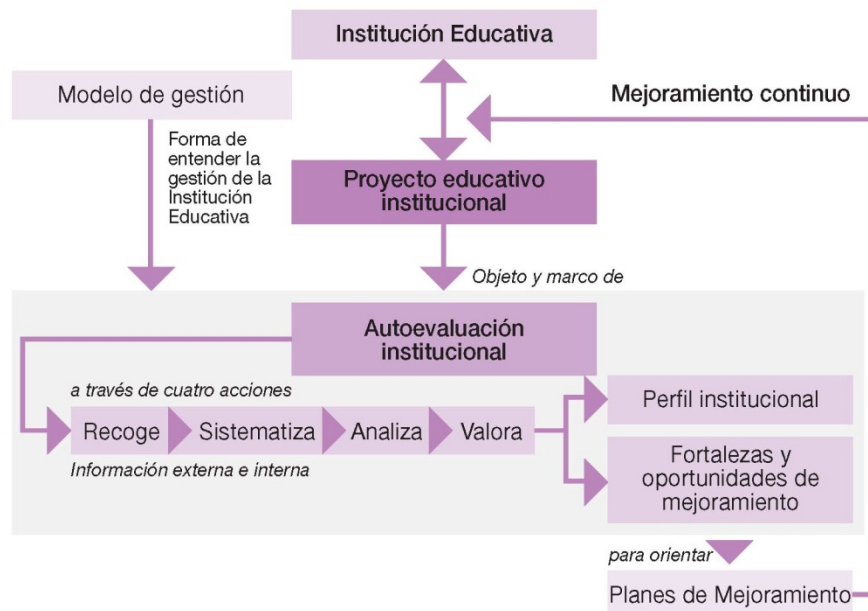 Institución Educativa
Modelo de gestión
Mejoramiento continuo
Forma de
entender la
gestión de la
Institución
Educativa
Proyecto educativo
institucional
Objeto y marco de
Autoevaluación
institucional
a través de cuatro acciones
Recoge Sistematiza Analiza Valora
Información externa e interna
Perfil institucional
Fortalezas y
oportunidades de
mejoramiento
para orientar
Planes de Mejoramiento